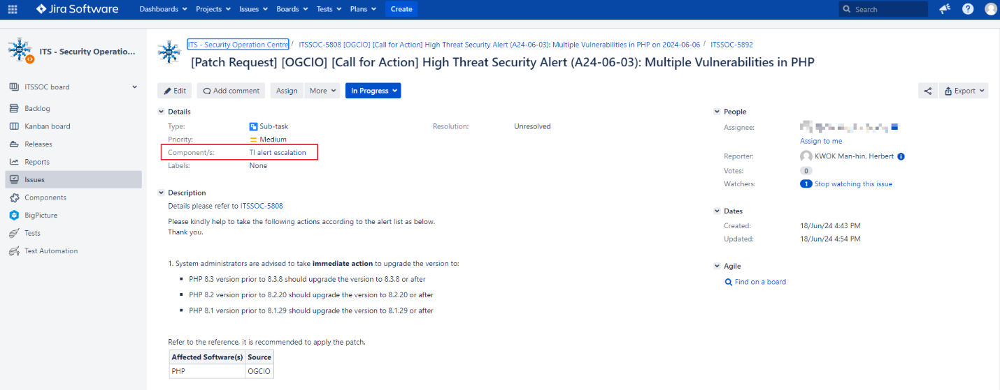 Jira Software Dashboards Projects Issues Boards Tests Plans Create Search
ITS - Security Operatio...
ITSSOC board
Backlog
Kanban board
Releases
Reports
Issues
Components
BigPicture
Tests
Test Automation
ITS - Security Operation Centre / ITSSOC-5808 [OGCIO] [Call for Action] High Threat Security Alert (A24-06-03): Multiple Vulnerabilities in PHP on 2024-06-06 / ITSSOC-5892
[Patch Request] [OGCIO] [Call for Action] High Threat Security Alert (A24-06-03): Multiple Vulnerabilities in PHP
Edit Add comment Assign More In Progress Export
Details
Type: Sub-task Resolution: Unresolved
Priority: Medium
Component/s: TI alert escalation
Labels: None
Description
Details please refer to ITSSOC-5808
Please kindly help to take the following actions according to the alert list as below.
Thank you.
1. System administrators are advised to take immediate action to upgrade the version to:
▪ PHP 8.3 version prior to 8.3.8 should upgrade the version to 8.3.8 or after
▪ PHP 8.2 version prior to 8.2.20 should upgrade the version to 8.2.20 or after
▪ PHP 8.1 version prior to 8.1.29 should upgrade the version to 8.1.29 or after
Refer to the reference, it is recommended to apply the patch.
Affected Software(s) Source
PHP OGCIO
People
Assignee:
Assign to me
Reporter: KWOK Man-hin, Herbert
Votes: 0
Watchers: 1 Stop watching this issue
Dates
Created: 18/Jun/24 4:43 PM
Updated: 18/Jun/24 4:54 PM
Agile
Find on a board